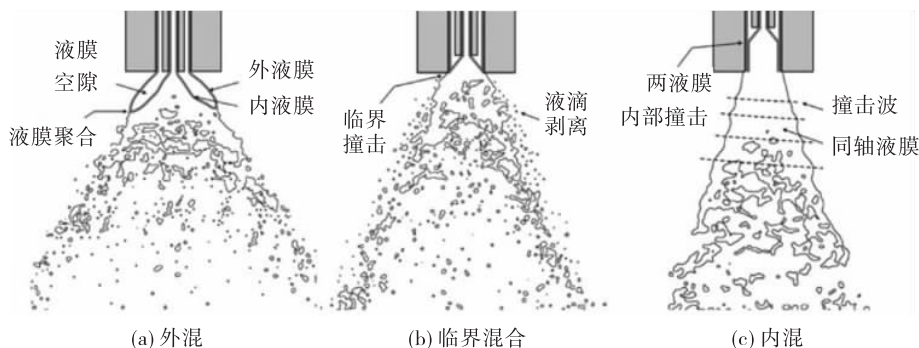 液膜
空隙
外液膜
内液膜
液膜聚合
(a) 外混
临界
撞击
液滴
剥离
(b) 临界混合
两液膜
内部撞击
撞击波
同轴液膜
(c) 内混